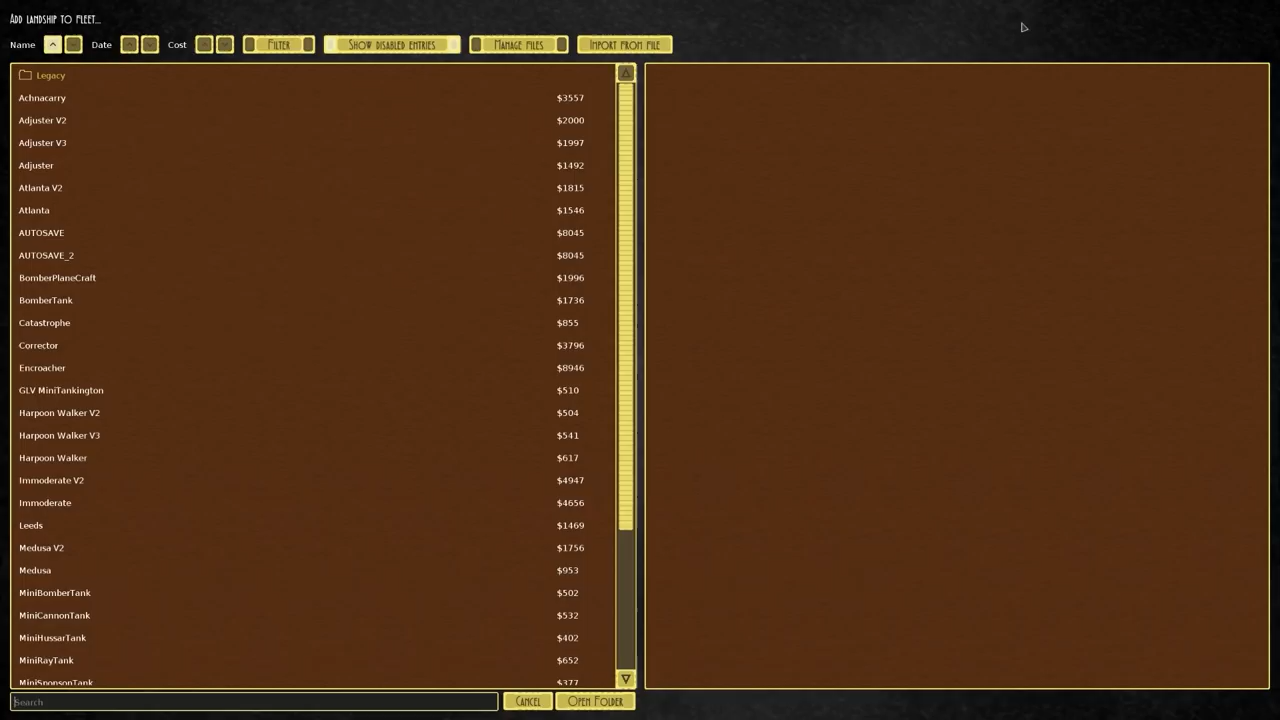 Add landship to fleet...
Name Date Cost Filter Show disabled entries Manage files Import from file
Legacy
Achnacarry $3557
Adjuster V2 $2000
Adjuster V3 $1997
Adjuster $1492
Atlanta V2 $1815
Atlanta $1546
AUTOSAVE $8045
AUTOSAVE_2 $8045
BomberPlaneCraft $1996
BomberTank $1736
Catastrophe $855
Corrector $3796
Encroacher $8946
GLV MiniTankington $510
Harpoon Walker V2 $504
Harpoon Walker V3 $541
Harpoon Walker $617
Immoderate V2 $4947
Immoderate $4656
Leeds $1469
Medusa V2 $1756
Medusa $953
MiniBomberTank $502
MiniCannonTank $532
MiniHussarTank $402
MiniRayTank $652
MiniSponsonTank $377
Search Cancel Open Folder